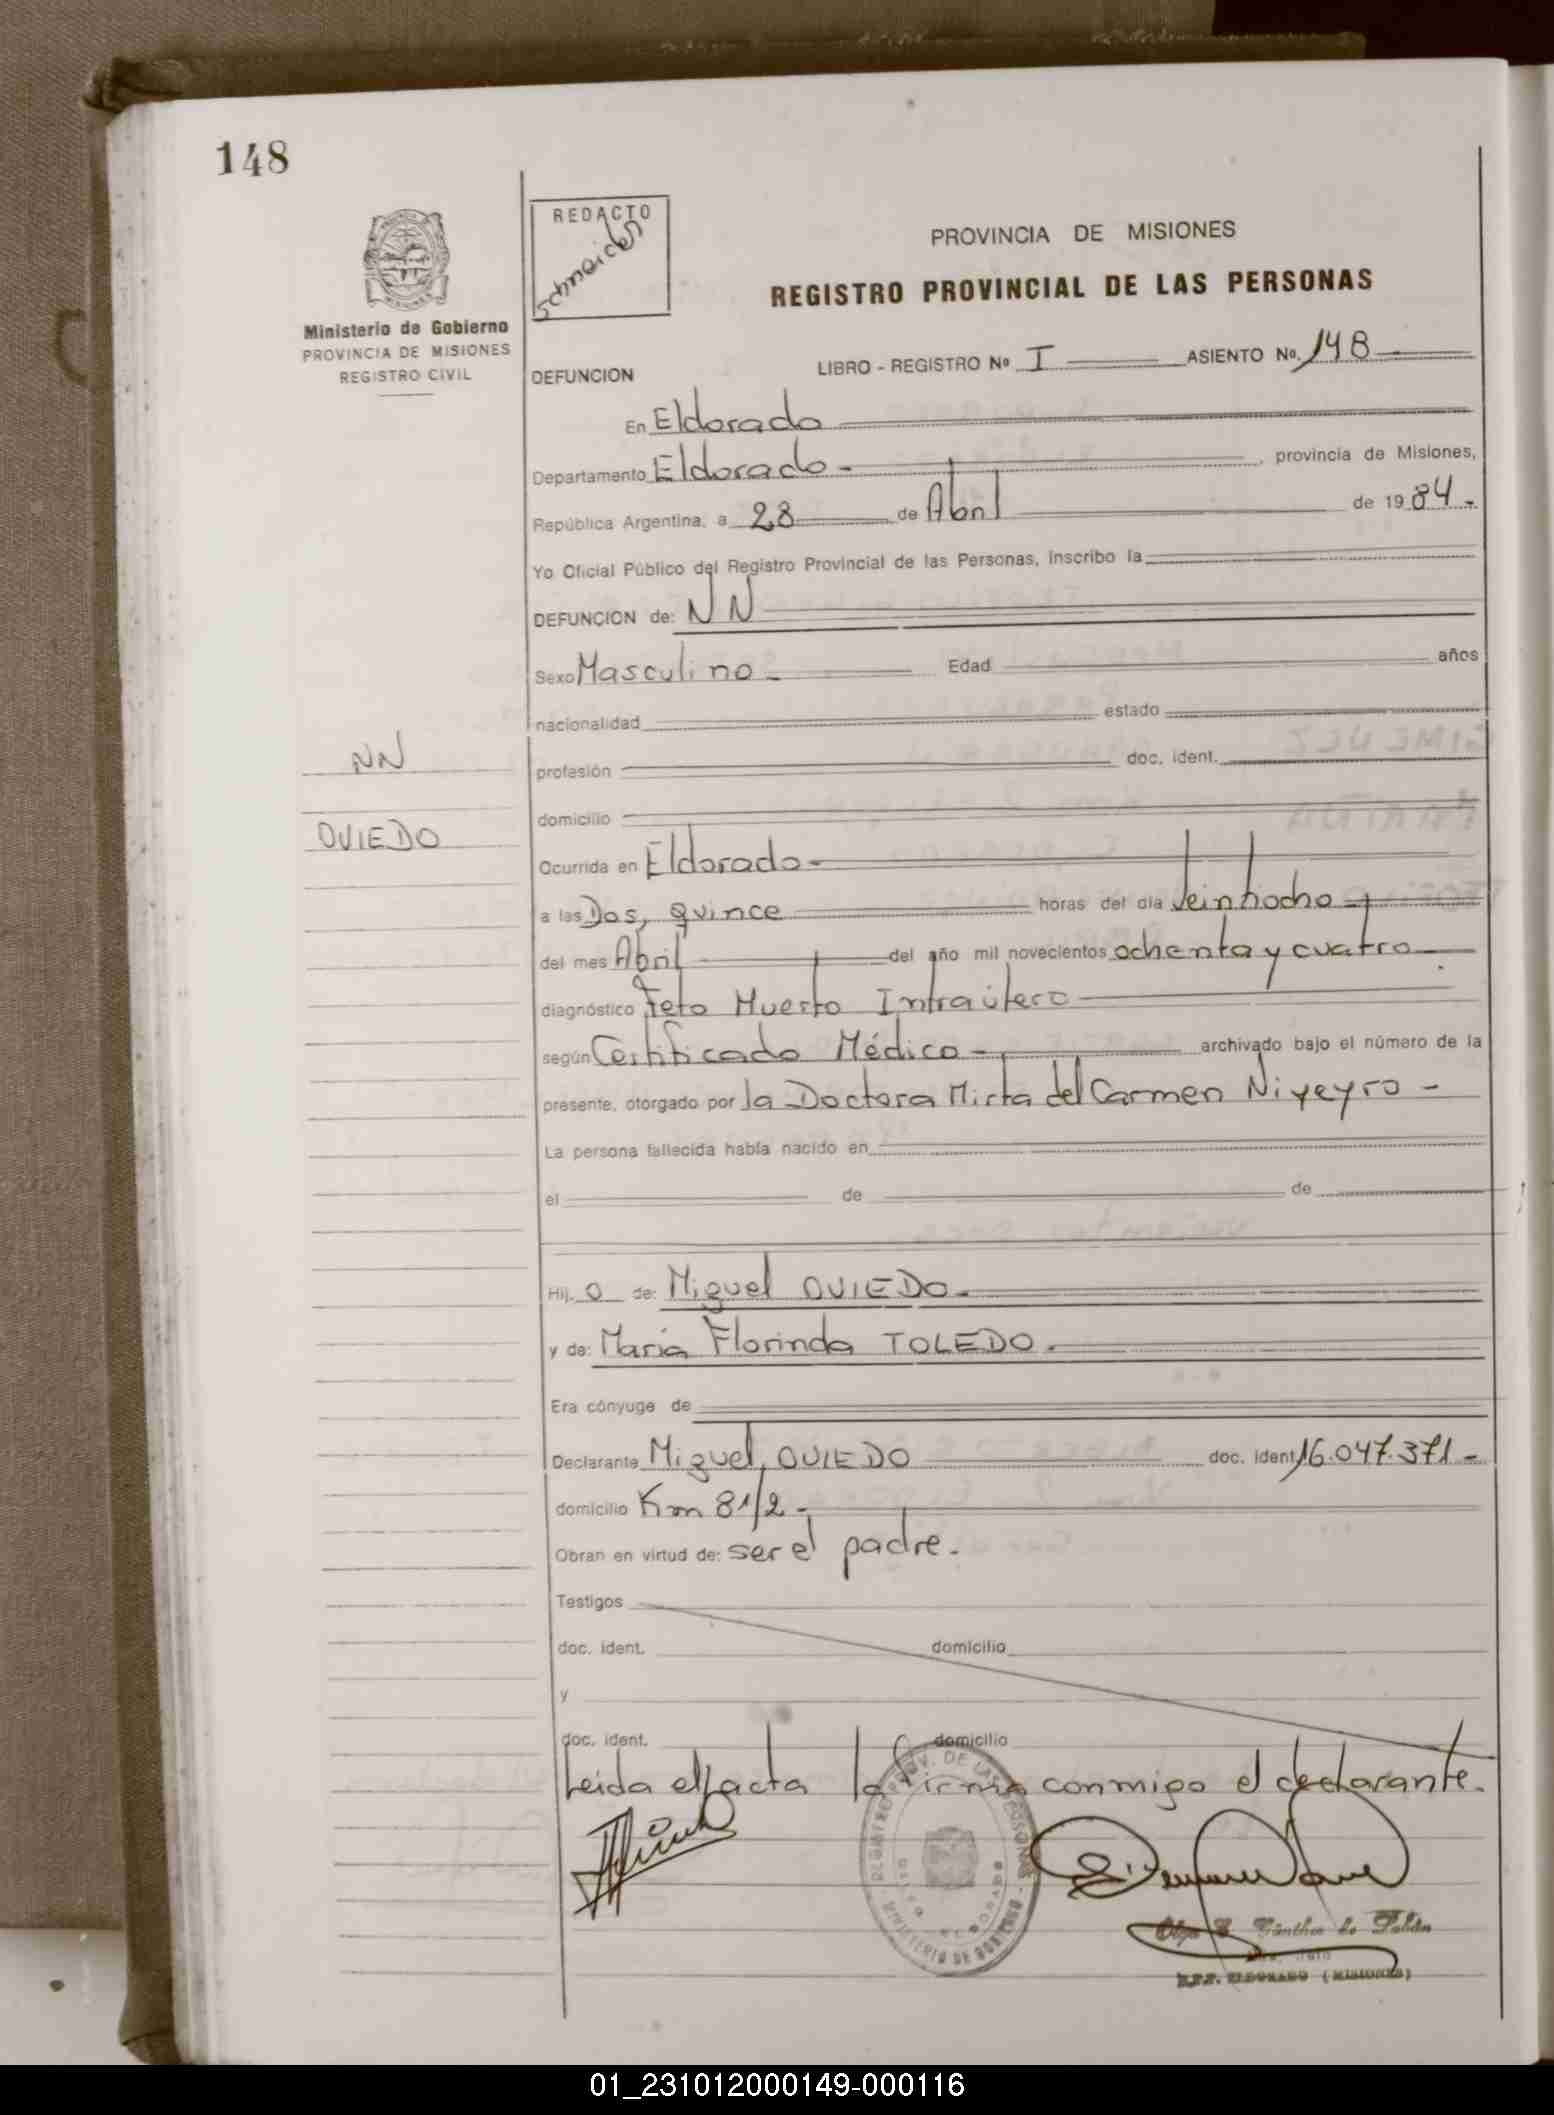 148
REDACTO
Schneider
PROVINCIA DE MISIONES
REGISTRO PROVINCIAL DE LAS PERSONAS
Ministerio de Gobierno
PROVINCIA DE MISIONES
REGISTRO CIVIL
LIBRO - REGISTRO Nº I ASIENTO Nº. 148
DEFUNCION
En Eldorado
Departamento Eldorado - , provincia de Misiones,
República Argentina, a 28 de Abril de 1984.-
Yo Oficial Público del Registro Provincial de las Personas, inscribo la
DEFUNCION de: NN
Sexo Masculino - Edad años
nacionalidad estado
NN
profesión doc. ident.
domicilio
OVIEDO
Ocurrida en Eldorado -
a las Dos, quince horas del día Veintiocho
del mes Abril del año mil novecientos ochenta y cuatro
diagnóstico Feto Muerto Intraútero
según Certificado Médico - archivado bajo el número de la
presente, otorgado por la Doctora Mirta del Carmen Niveyro -
La persona fallecida había nacido en
el de de
Hij o de: Miguel OVIEDO.
y de: María Florinda TOLEDO.
Era cónyuge de
Declarante Miguel OVIEDO doc. ident 16.047.371 -
domicilio Km 8 1/2 -
Obran en virtud de: ser el padre.
Testigos
doc. ident. domicilio
y
doc. ident. domicilio
Leida el acta la firma conmigo el declarante.
REGISTRO PROV. DE LAS PERSONAS
MINISTERIO DE GOBIERNO
ELDORADO
R.P.P. ELDORADO (MISIONES)
01_231012000149-000116